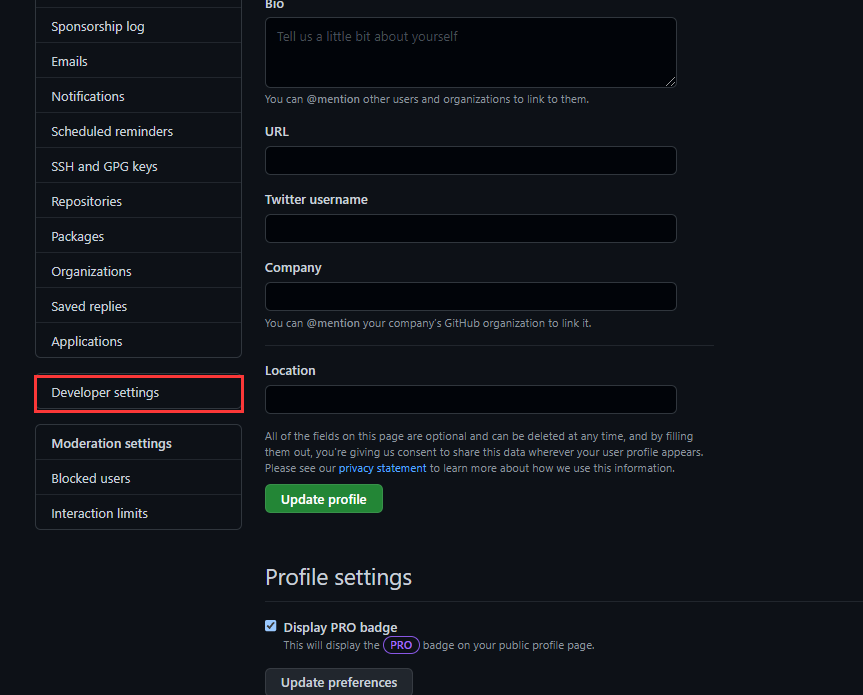 Sponsorship log
Emails
Notifications
Scheduled reminders
SSH and GPG keys
Repositories
Packages
Organizations
Saved replies
Applications
Developer settings
Moderation settings
Blocked users
Interaction limits
Bio
Tell us a little bit about yourself
You can @mention other users and organizations to link to them.
URL
Twitter username
Company
You can @mention your company's GitHub organization to link it.
Location
All of the fields on this page are optional and can be deleted at any time, and by filling
them out, you're giving us consent to share this data wherever your user profile appears.
Please see our privacy statement to learn more about how we use this information.
Update profile
Profile settings
Display PRO badge
This will display the PRO badge on your public profile page.
Update preferences